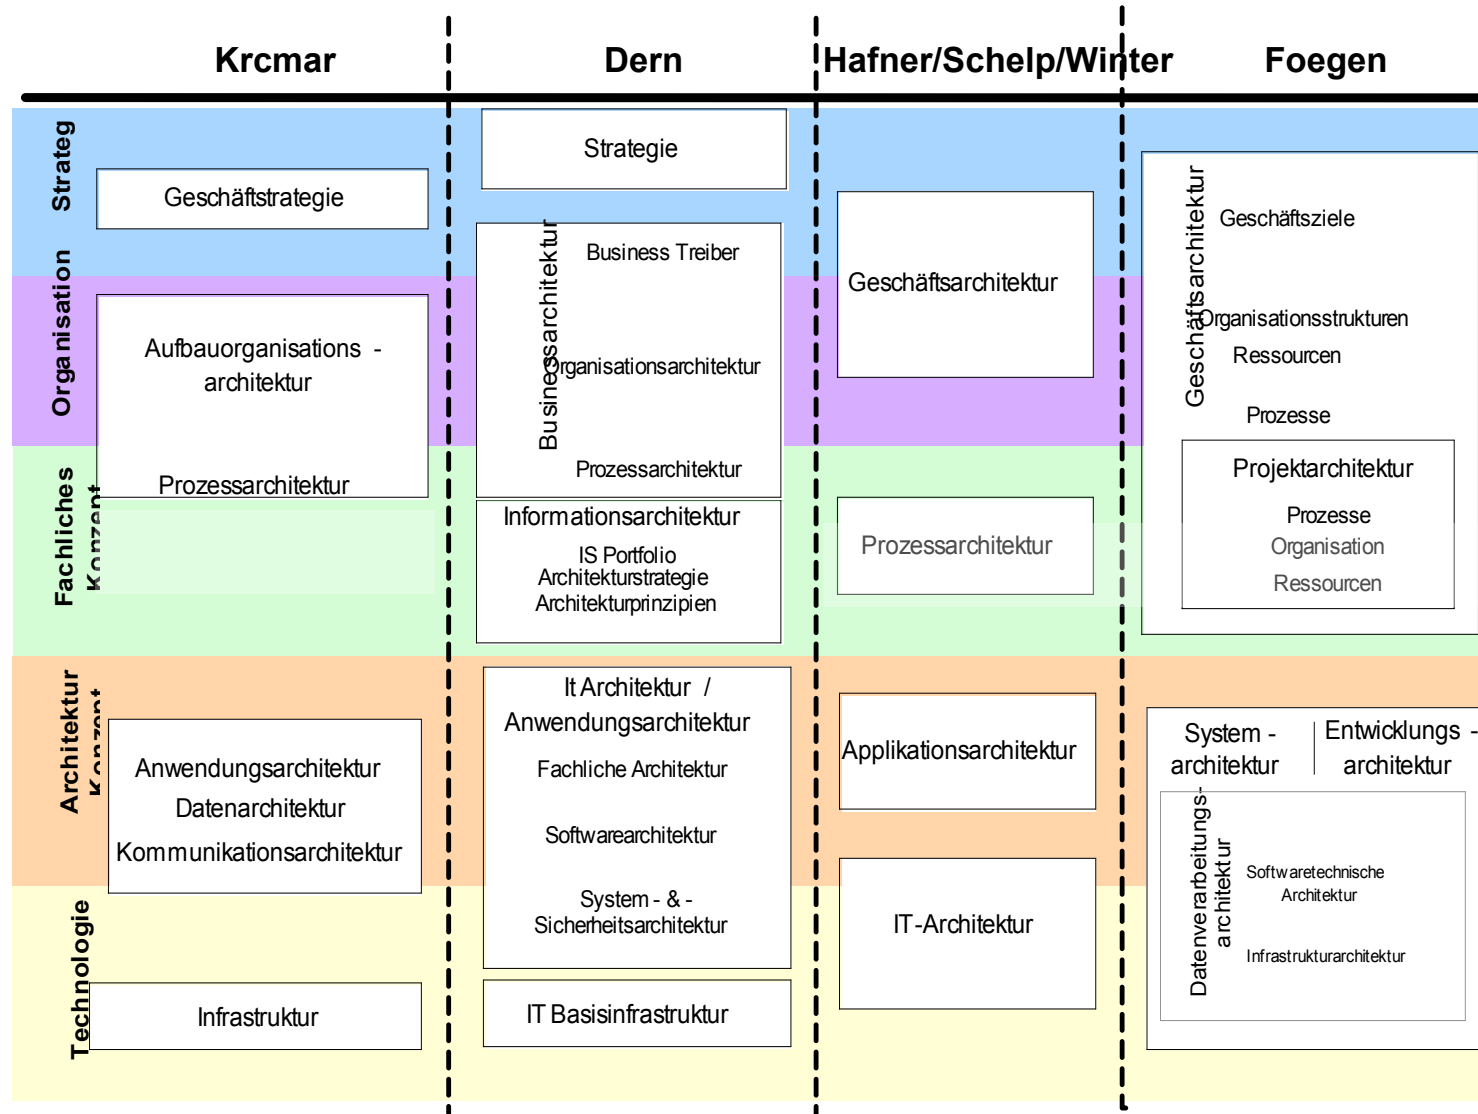 Krcmar
Dern
Hafner/Schelp/Winter
Foegen
Strateg
Geschäftstrategie
Strategie
Organisation
Aufbauorganisations -
architektur
Prozessarchitektur
Businessarchitektur
Business Treiber
Organisationsarchitektur
Prozessarchitektur
Geschäftsarchitektur
Geschäftsarchitektur
Geschäftsziele
Organisationsstrukturen
Ressourcen
Prozesse
Projektarchitektur
Prozesse
Organisation
Ressourcen
Fachliches
Konzept
Informationsarchitektur
IS Portfolio
Architekturstrategie
Architekturprinzipien
Prozessarchitektur
Architektur
Konzept
Anwendungsarchitektur
Datenarchitektur
Kommunikationsarchitektur
It Architektur /
Anwendungsarchitektur
Fachliche Architektur
Softwarearchitektur
System - & -
Sicherheitsarchitektur
Applikationsarchitektur
IT-Architektur
System -
architektur
Entwicklungs -
architektur
Datenverarbeitungs-
architektur
Softwaretechnische
Architektur
Infrastrukturarchitektur
Technologie
Infrastruktur
IT Basisinfrastruktur